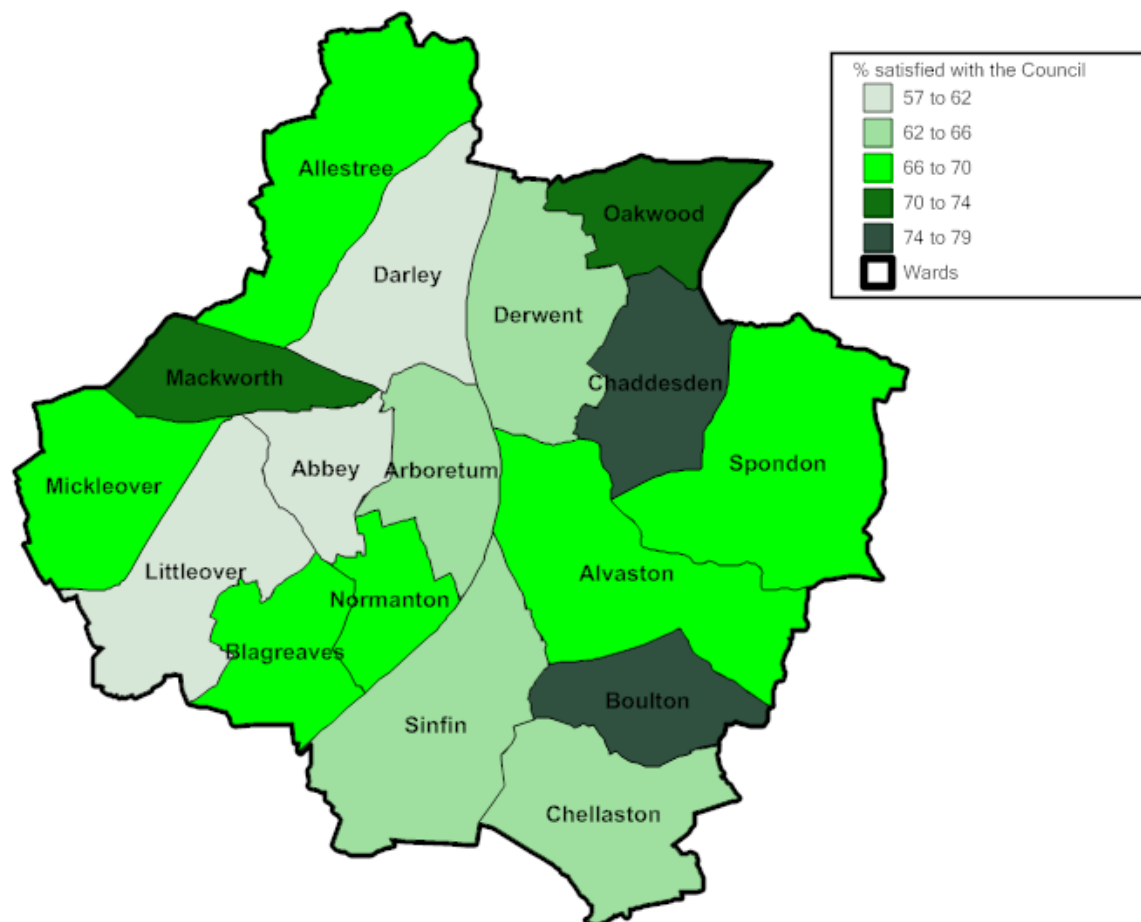 % satisfied with the Council
57 to 62
62 to 66
66 to 70
70 to 74
74 to 79
Wards
Allestree
Oakwood
Darley
Derwent
Mackworth
Chaddesden
Spondon
Abbey
Arboretum
Mickleover
Littleover
Alvaston
Normanton
Blagreaves
Boulton
Sinfin
Chellaston